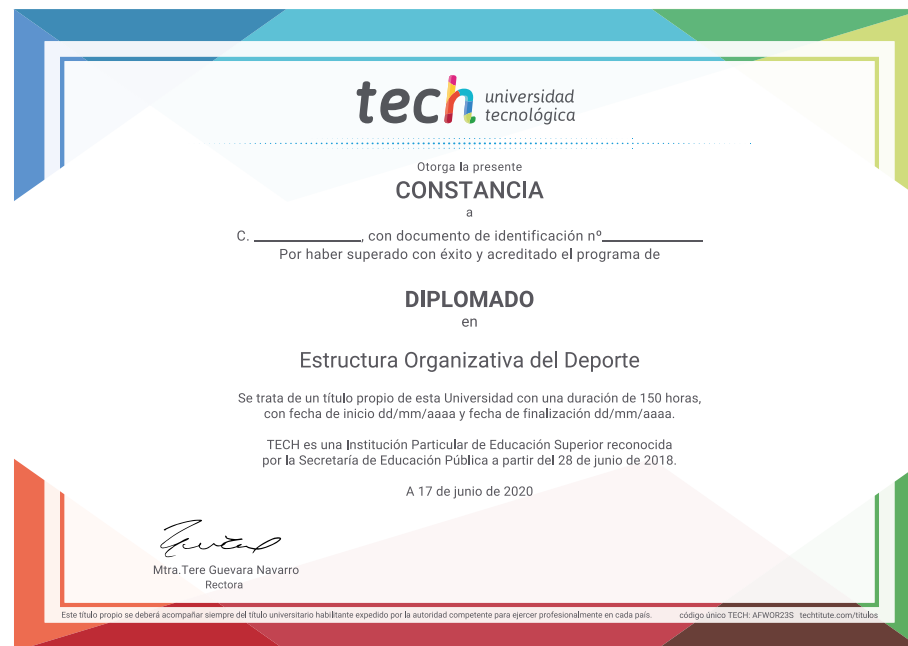 tech universidad
tecnológica
Otorga la presente
CONSTANCIA
a
C. ____________, con documento de identificación nº____________
Por haber superado con éxito y acreditado el programa de
DIPLOMADO
en
Estructura Organizativa del Deporte
Se trata de un título propio de esta Universidad con una duración de 150 horas,
con fecha de inicio dd/mm/aaaa y fecha de finalización dd/mm/aaaa.
TECH es una Institución Particular de Educación Superior reconocida
por la Secretaría de Educación Pública a partir del 28 de junio de 2018.
A 17 de junio de 2020
Mtra.Tere Guevara Navarro
Rectora
Este título propio se deberá acompañar siempre del título universitario habilitante expedido por la autoridad competente para ejercer profesionalmente en cada país. código único TECH: AFWOR23S techtitute.com/titulos